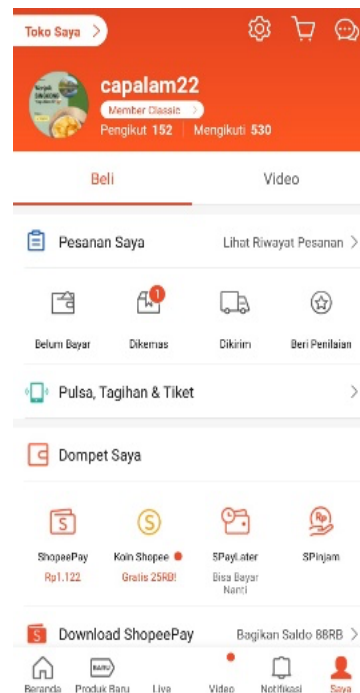 Toko Saya
capalam22
Member Classic
Pengikut 152 Mengikuti 530
Beli Video
Pesanan Saya Lihat Riwayat Pesanan
1
Belum Bayar Dikemas Dikirim Beri Penilaian
Pulsa, Tagihan & Tiket
Dompet Saya
ShopeePay Koin Shopee SPayLater SPinjam
Rp1.122 Gratis 25RB! Bisa Bayar
Nanti
Download ShopeePay Bagikan Saldo 88RB
BARU
Beranda Produk Baru Live Video Notifikasi Saya